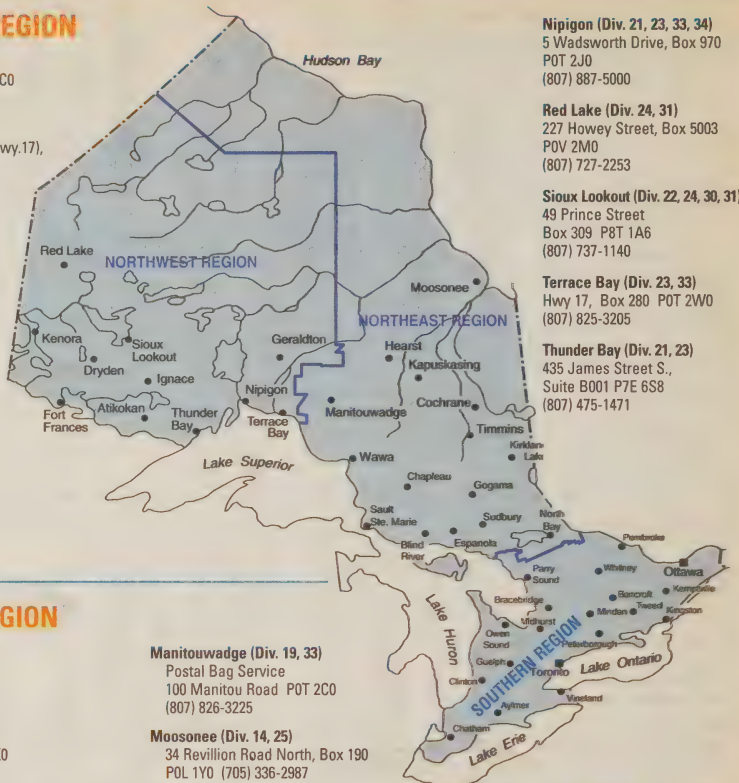 EGION
C0
wy.17),
Hudson Bay
Red Lake
NORTHWEST REGION
Moosonee
NORTHEAST REGION
Kenora
Sioux
Lookout
Dryden
Ignace
Geraldton
Hearst
Kapuskasing
Fort
Frances
Atikokan
Thunder
Bay
Nipigon
Terrace
Bay
Manitouwadge
Cochrane
Timmins
Kirkland
Lake
Lake Superior
Wawa
Chapleau
Gogama
Sault
Ste. Marie
Sudbury
North
Bay
Blind
River
Espanola
Pembroke
Parry
Sound
Whitney
Ottawa
Kemptville
Bracebridge
Bancroft
Lake Huron
Minden
Tweed
Kingston
Owen
Sound
Midhurst
Peterborough
Guelph
Toronto
Lake Ontario
Clinton
SOUTHERN REGION
Vineland
Aylmer
Chatham
Lake Erie
Nipigon (Div. 21, 23, 33, 34)
5 Wadsworth Drive, Box 970
P0T 2J0
(807) 887-5000
Red Lake (Div. 24, 31)
227 Howey Street, Box 5003
P0V 2M0
(807) 727-2253
Sioux Lookout (Div. 22, 24, 30, 31)
49 Prince Street
Box 309 P8T 1A6
(807) 737-1140
Terrace Bay (Div. 23, 33)
Hwy 17, Box 280 P0T 2W0
(807) 825-3205
Thunder Bay (Div. 21, 23)
435 James Street S.,
Suite B001 P7E 6S8
(807) 475-1471
GION
X0
Manitouwadge (Div. 19, 33)
Postal Bag Service
100 Manitou Road P0T 2C0
(807) 826-3225
Moosonee (Div. 14, 25)
34 Revillion Road North, Box 190
P0L 1Y0 (705) 336-2987